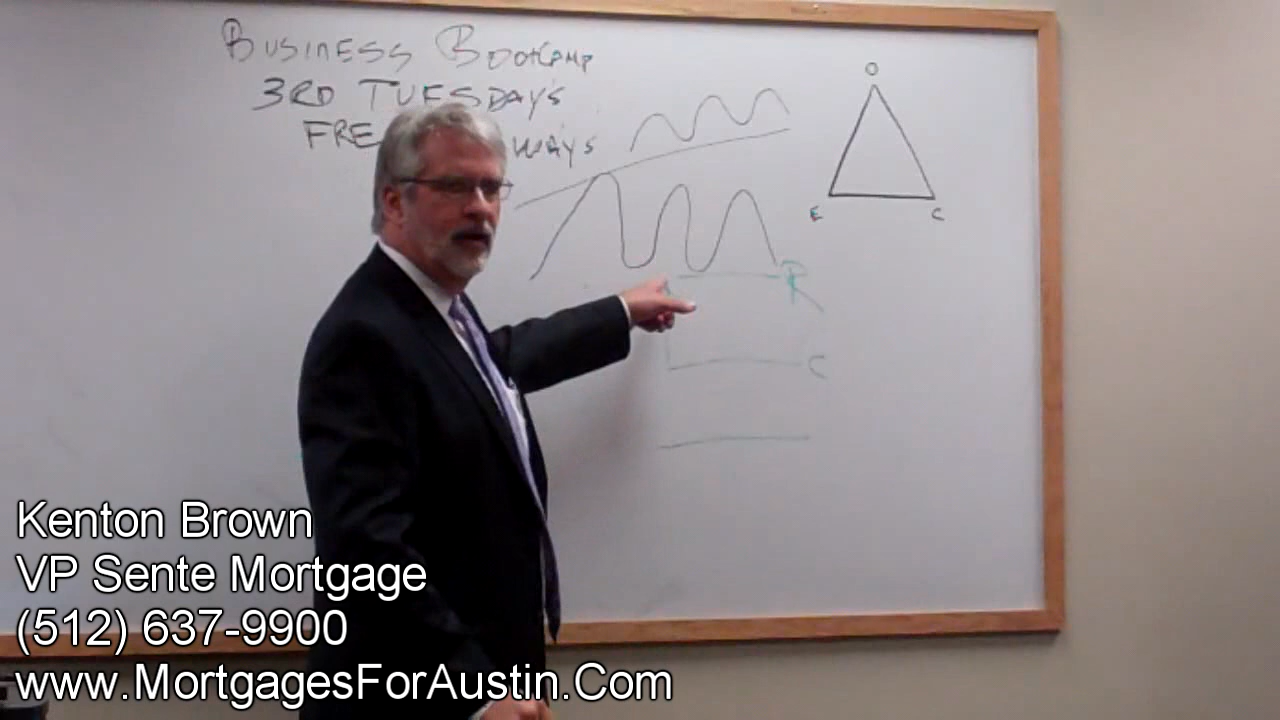 BUSINESS BOOTCAMP
3RD TUESDAYS
FRE WAYS
O
E C
R
C
Kenton Brown
VP Sente Mortgage
(512) 637-9900
www.MortgagesForAustin.Com